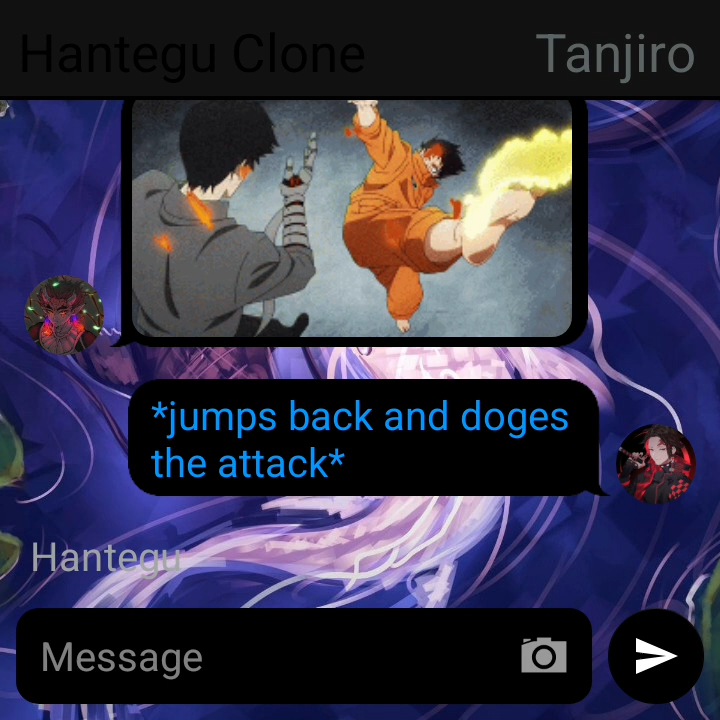 Hantegu Clone Tanjiro
*jumps back and doges
the attack*
Hantegu
Message